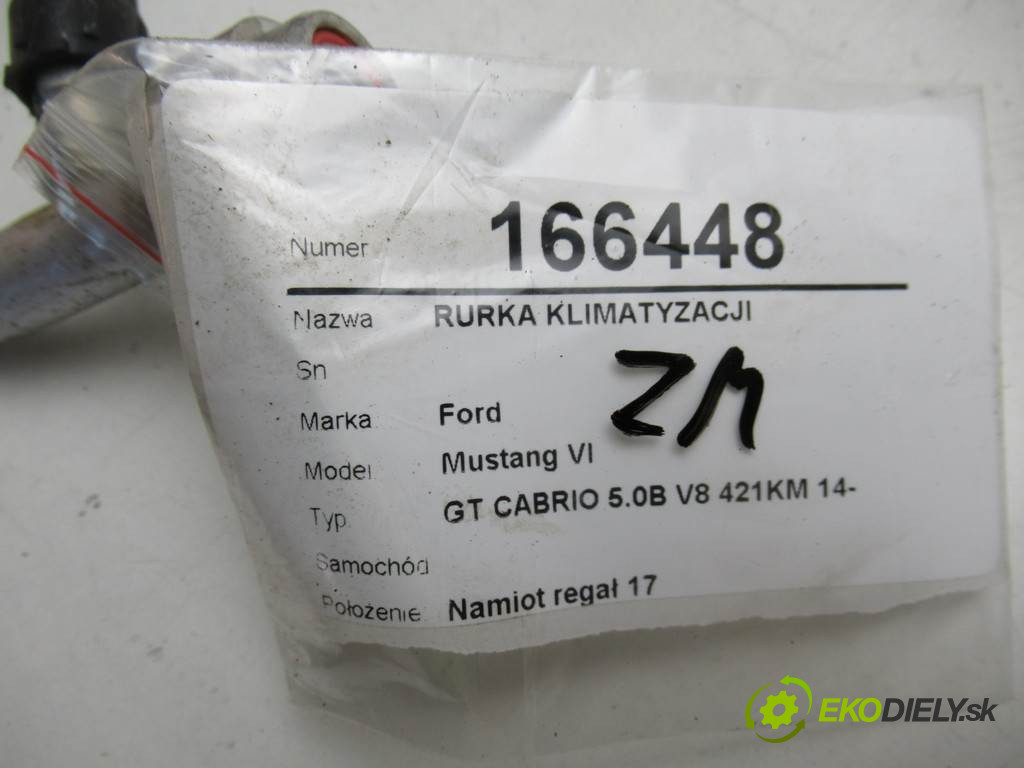 Numer 166448
Nazwa RURKA KLIMATYZACJI
Sn
ZM
Marka Ford
Model Mustang VI
Typ GT CABRIO 5.0B V8 421KM 14-
Samochód
Położenie Namiot regał 17
EKODIELY.sk